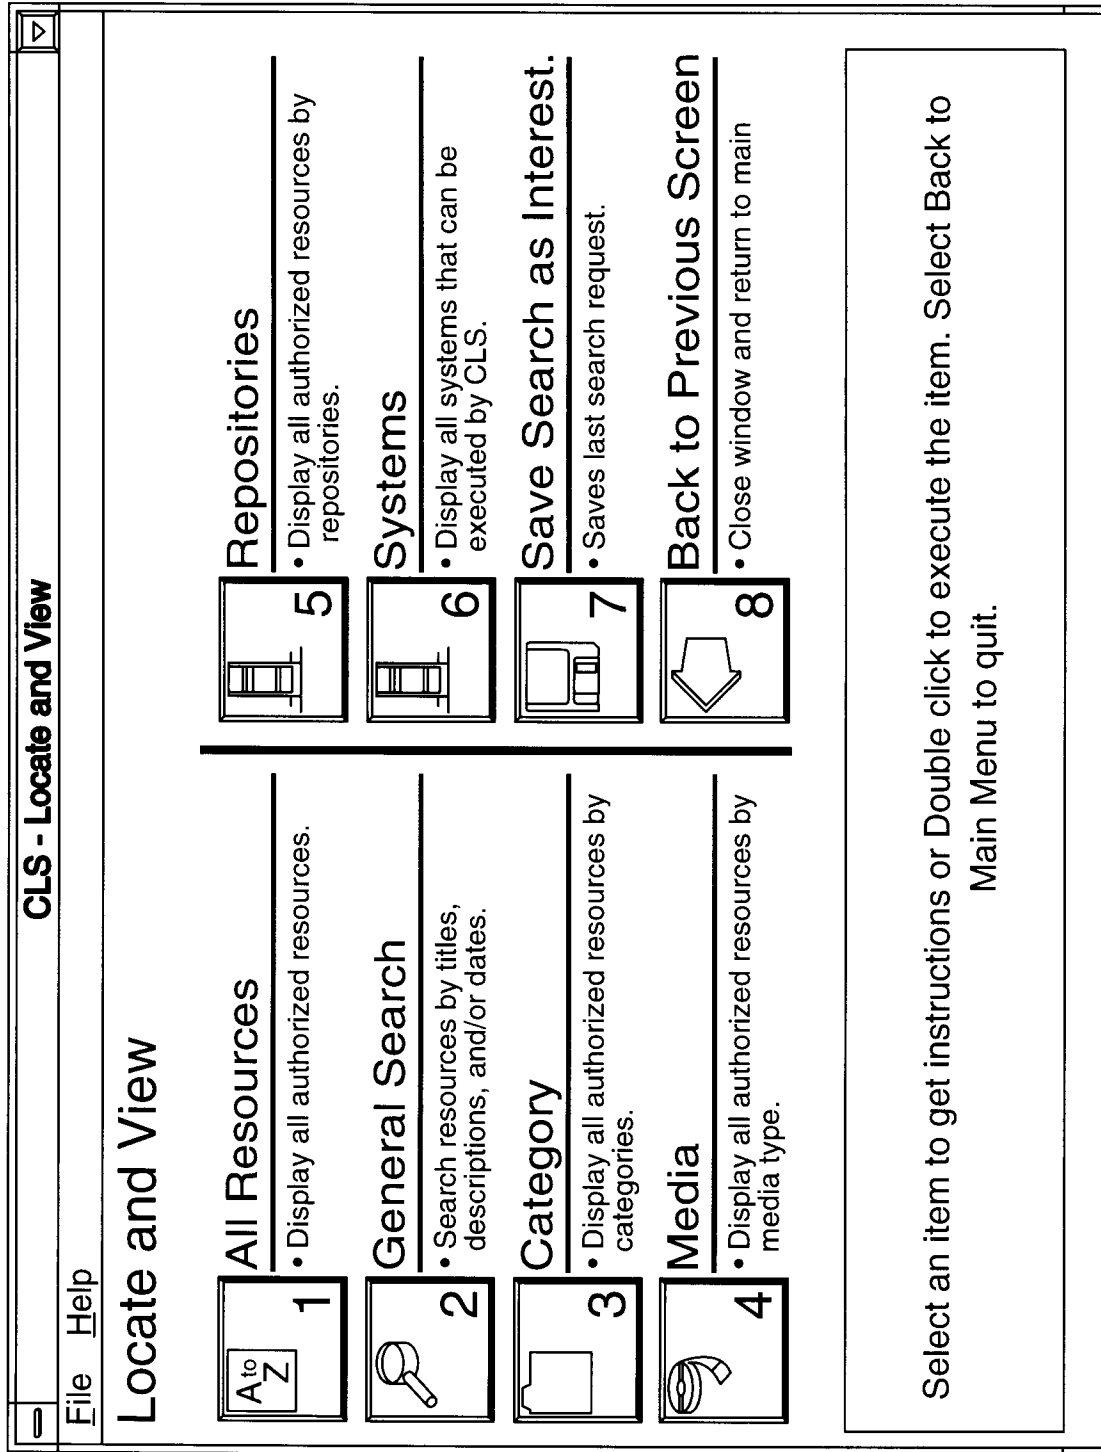 CLS - Locate and View
File Help
Locate and View
A to
Z
1
All Resources
• Display all authorized resources.
2
General Search
• Search resources by titles,
descriptions, and/or dates.
3
Category
• Display all authorized resources by
categories.
4
Media
• Display all authorized resources by
media type.
5
Repositories
• Display all authorized resources by
repositories.
6
Systems
• Display all systems that can be
executed by CLS.
7
Save Search as Interest.
• Saves last search request.
8
Back to Previous Screen
• Close window and return to main
Select an item to get instructions or Double click to execute the item. Select Back to
Main Menu to quit.